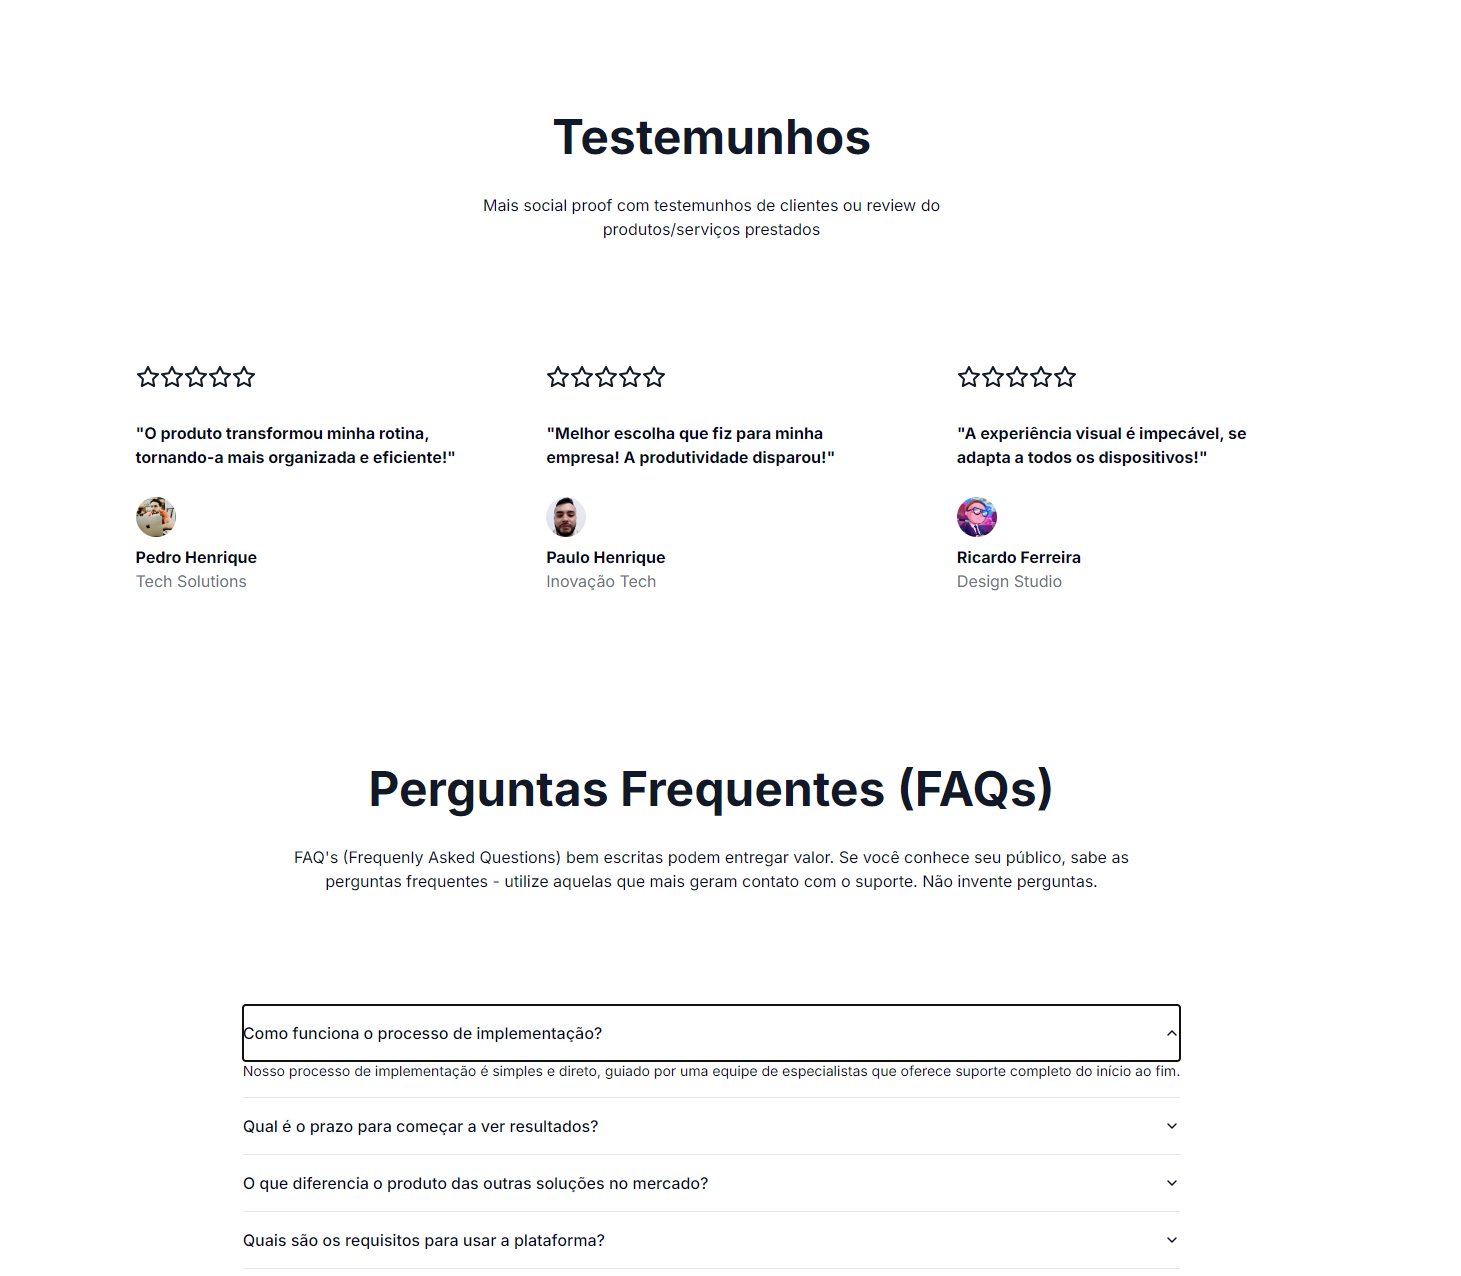 Testemunhos
Mais social proof com testemunhos de clientes ou review do
produtos/serviços prestados
"O produto transformou minha rotina,
tornando-a mais organizada e eficiente!"
Pedro Henrique
Tech Solutions
"Melhor escolha que fiz para minha
empresa! A produtividade disparou!"
Paulo Henrique
Inovação Tech
"A experiência visual é impecável, se
adapta a todos os dispositivos!"
Ricardo Ferreira
Design Studio
Perguntas Frequentes (FAQs)
FAQ's (Frequenly Asked Questions) bem escritas podem entregar valor. Se você conhece seu público, sabe as
perguntas frequentes - utilize aquelas que mais geram contato com o suporte. Não invente perguntas.
Como funciona o processo de implementação?
Nosso processo de implementação é simples e direto, guiado por uma equipe de especialistas que oferece suporte completo do início ao fim.
Qual é o prazo para começar a ver resultados?
O que diferencia o produto das outras soluções no mercado?
Quais são os requisitos para usar a plataforma?